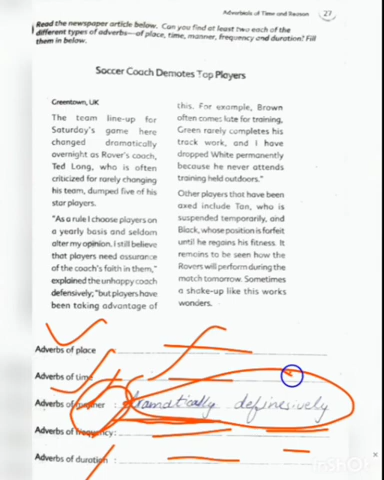 Adverbials of Time and Reason 27
Read the newspaper article below. Can you find at least two each of the
different types of adverbs—of place, time, manner, frequency and duration? Fill
them in below.
Soccer Coach Demotes Top Players
Greentown, UK
The team line-up for
Saturday's game here
changed dramatically
overnight as Rover's coach,
Ted Long, who is often
criticized for rarely changing
his team, dumped five of his
star players.
"As a rule I choose players on
a yearly basis and seldom
alter my opinion. I still believe
that players need assurance
of the coach's faith in them,"
explained the unhappy coach
defensively; "but players have
been taking advantage of
this. For example, Brown
often comes late for training,
Green rarely completes his
track work, and I have
dropped White permanently
because he never attends
training held outdoors."
Other players that have been
axed include Tan, who is
suspended temporarily, and
Black, whose position is forfeit
until he regains his fitness. It
remains to be seen how the
Rovers will perform during the
match tomorrow. Sometimes
a shake-up like this works
wonders.
Adverbs of place :
Adverbs of time :
Adverbs of manner : dramatically definesively
Adverbs of frequency:
Adverbs of duration :